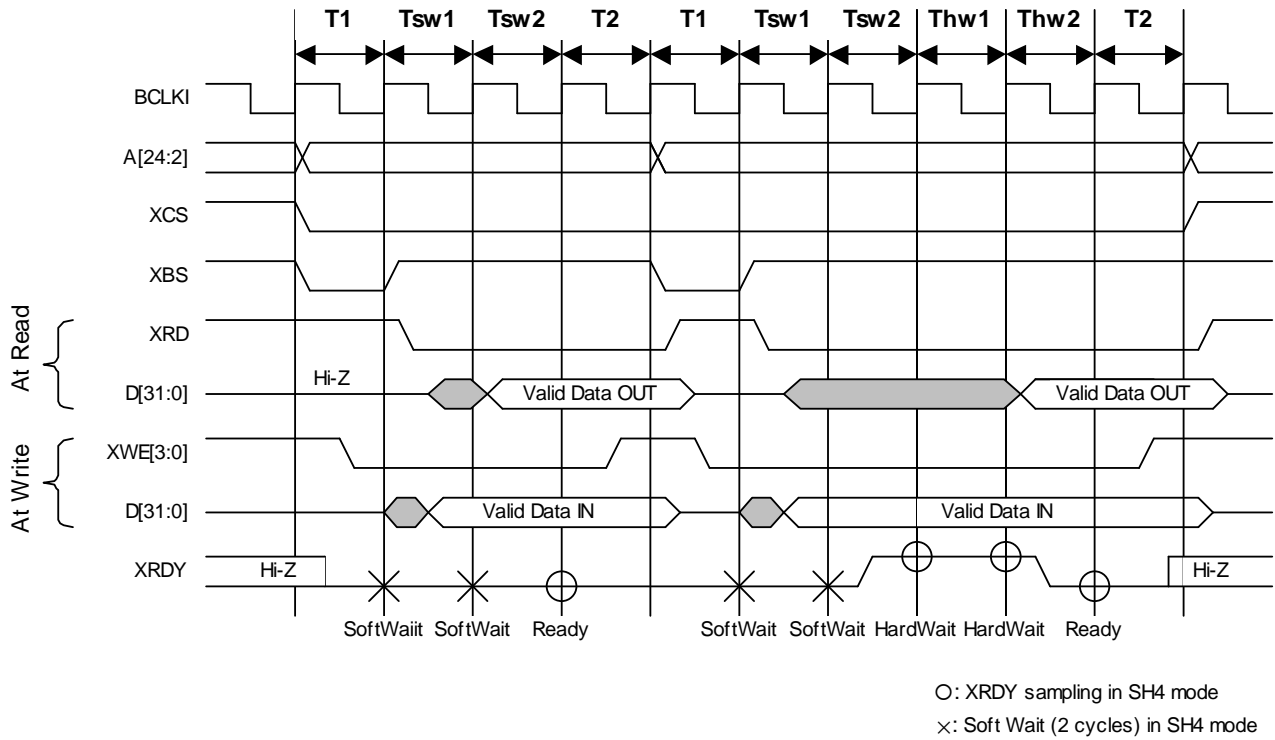 T1 Tsw1 Tsw2 T2 T1 Tsw1 Tsw2 Thw1 Thw2 T2
BCLKI
A[24:2]
XCS
XBS
At Read
XRD
Hi-Z
D[31:0] Valid Data OUT Valid Data OUT
At Write
XWE[3:0]
D[31:0] Valid Data IN Valid Data IN
XRDY Hi-Z Hi-Z
SoftWaiit SoftWait Ready SoftWait SoftWait HardWait HardWait Ready
O: XRDY sampling in SH4 mode
×: Soft Wait (2 cycles) in SH4 mode